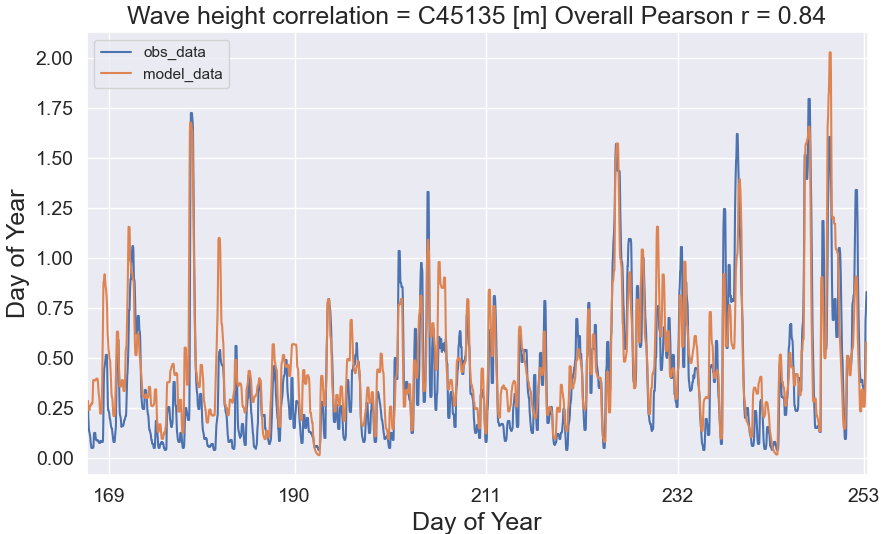 Wave height correlation = C45135 [m] Overall Pearson r = 0.84
obs_data
model_data
2.00
1.75
1.50
1.25
1.00
0.75
0.50
0.25
0.00
Day of Year
169 190 211 232 253
Day of Year